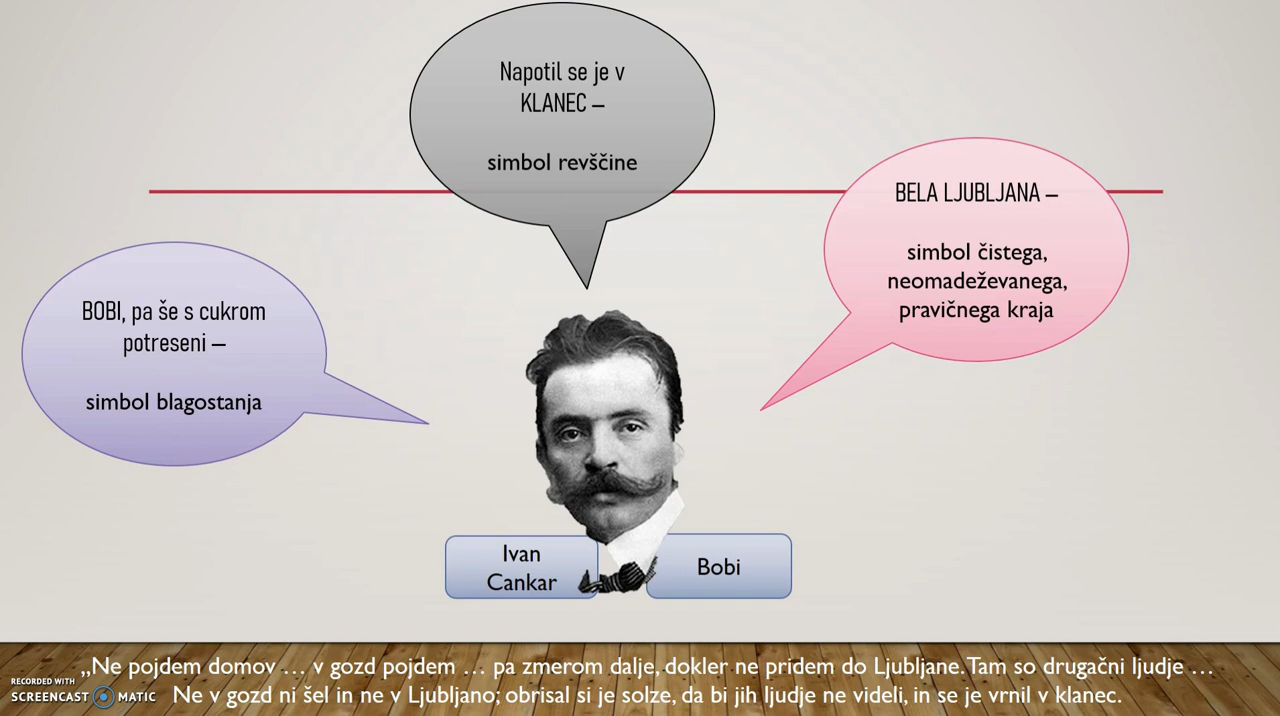 Napotil se je v
KLANEC –
simbol revščine
BELA LJUBLJANA –
simbol čistega,
neomadeževanega,
pravičnega kraja
BOBI, pa še s cukrom
potreseni –
simbol blagostanja
Ivan
Cankar
Bobi
„Ne pojdem domov … v gozd pojdem … pa zmerom dalje, dokler ne pridem do Ljubljane. Tam so drugačni ljudje …
Ne v gozd ni šel in ne v Ljubljano; obrisal si je solze, da bi jih ljudje ne videli, in se je vrnil v klanec.
RECORDED WITH
SCREENCAST MATIC